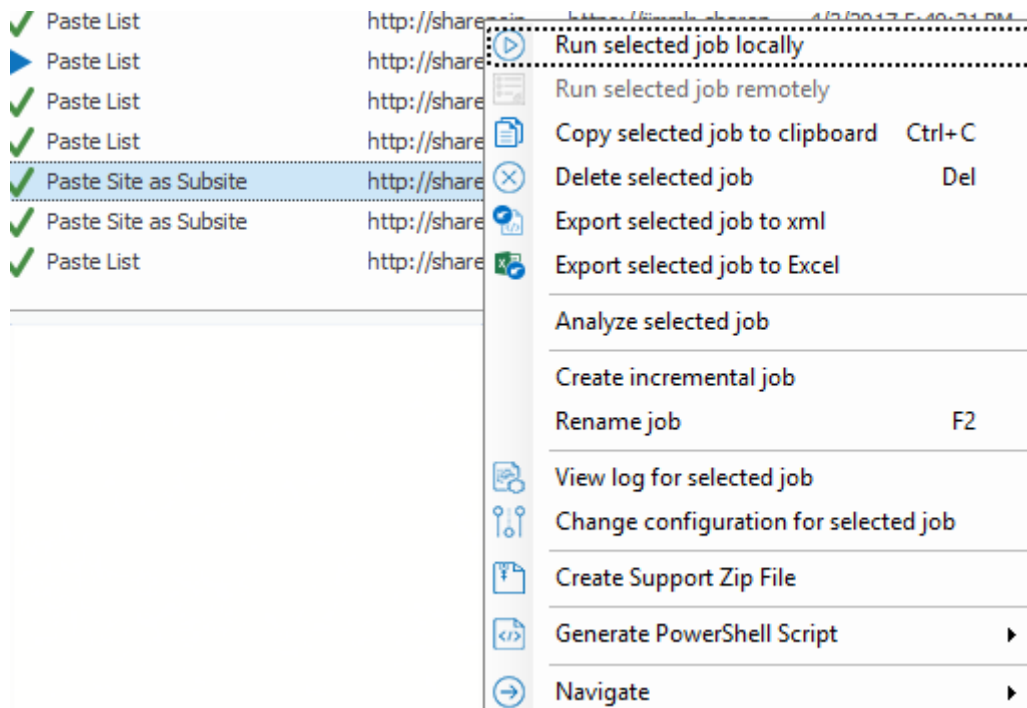 Paste List http://sharepoin
Paste List http://share
Paste List http://share
Paste List http://share
Paste Site as Subsite http://share
Paste Site as Subsite http://share
Paste List http://share
Run selected job locally
Run selected job remotely
Copy selected job to clipboard Ctrl+C
Delete selected job Del
Export selected job to xml
Export selected job to Excel
Analyze selected job
Create incremental job
Rename job F2
View log for selected job
Change configuration for selected job
Create Support Zip File
Generate PowerShell Script
Navigate